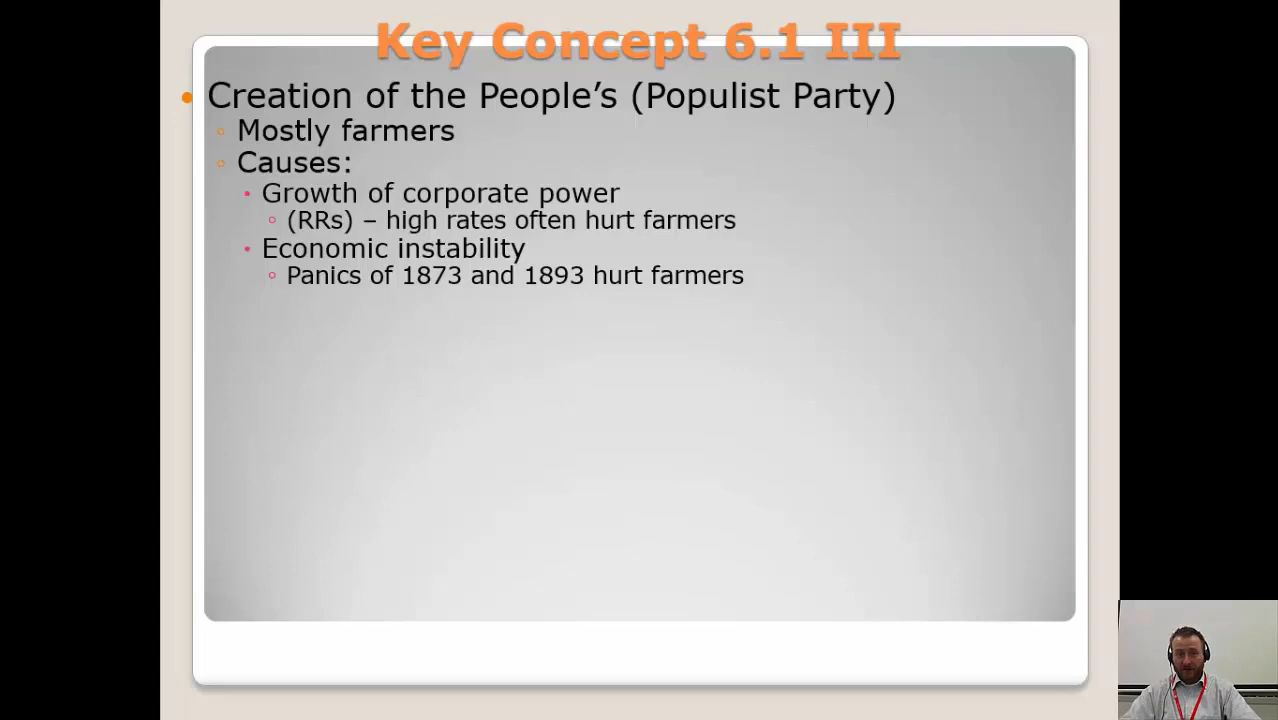 Key Concept 6.1 III
Creation of the People’s (Populist Party)
Mostly farmers
Causes:
Growth of corporate power
(RRs) – high rates often hurt farmers
Economic instability
Panics of 1873 and 1893 hurt farmers